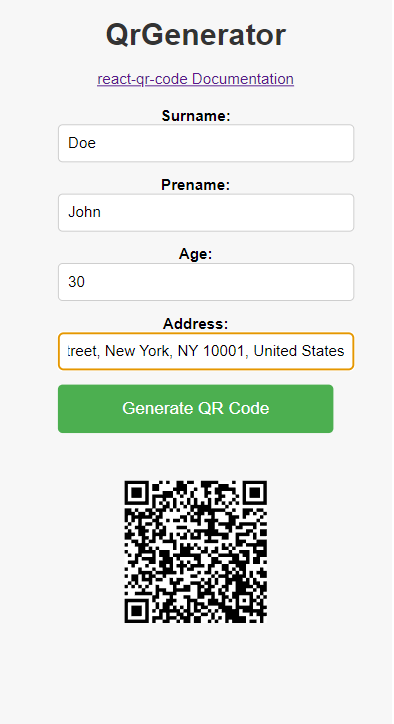 QrGenerator
react-qr-code Documentation
Surname:
Doe
Prename:
John
Age:
30
Address:
treet, New York, NY 10001, United States
Generate QR Code